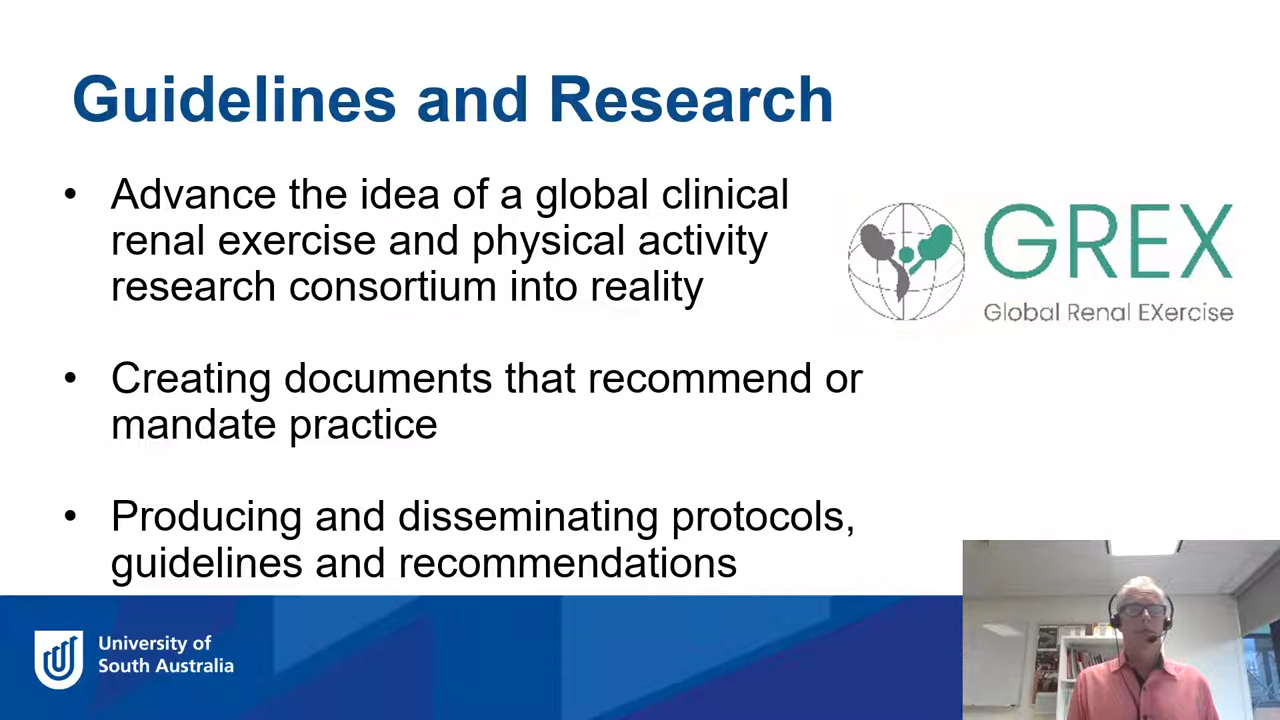 Guidelines and Research
• Advance the idea of a global clinical
renal exercise and physical activity
research consortium into reality
• Creating documents that recommend or
mandate practice
• Producing and disseminating protocols,
guidelines and recommendations
GREX
Global Renal EXercise
University of
South Australia